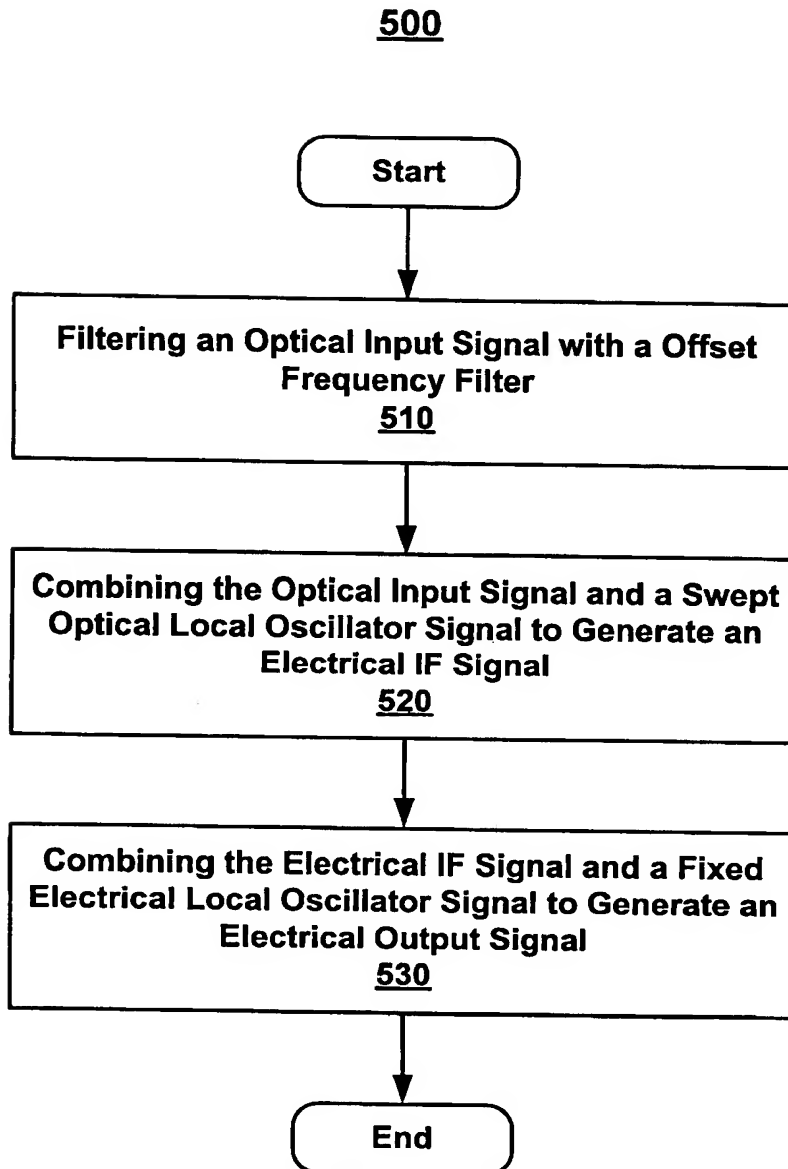 500
Start
Filtering an Optical Input Signal with a Offset
Frequency Filter
510
Combining the Optical Input Signal and a Swept
Optical Local Oscillator Signal to Generate an
Electrical IF Signal
520
Combining the Electrical IF Signal and a Fixed
Electrical Local Oscillator Signal to Generate an
Electrical Output Signal
530
End